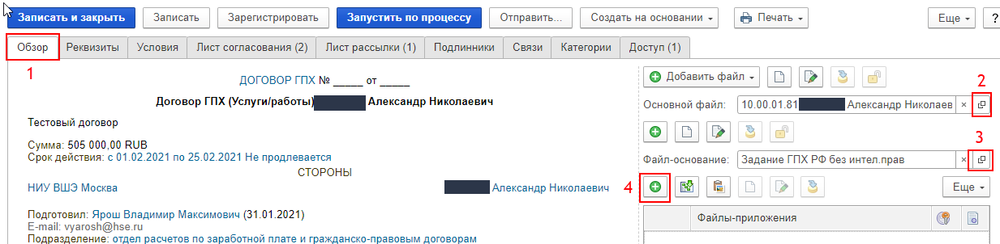 Записать и закрыть Записать Зарегистрировать Запустить по процессу Отправить... Создать на основании Печать Еще ?
Обзор Реквизиты Условия Лист согласования (2) Лист рассылки (1) Подлинники Связи Категории Доступ (1)
1
ДОГОВОР ГПХ № _____ от _____
Договор ГПХ (Услуги/работы) Александр Николаевич
Тестовый договор
Сумма: 505 000,00 RUB
Срок действия: с 01.02.2021 по 25.02.2021 Не продлевается
СТОРОНЫ
НИУ ВШЭ Москва Александр Николаевич
Подготовил: Ярош Владимир Максимович (31.01.2021)
E-mail: vyarosh@hse.ru
Подразделение: отдел расчетов по заработной плате и гражданско-правовым договорам
Добавить файл
2
Основной файл: 10.00.01.81 Александр Николаев ×
3
Файл-основание: Задание ГПХ РФ без интел.прав ×
4 Еще
Файлы-приложения